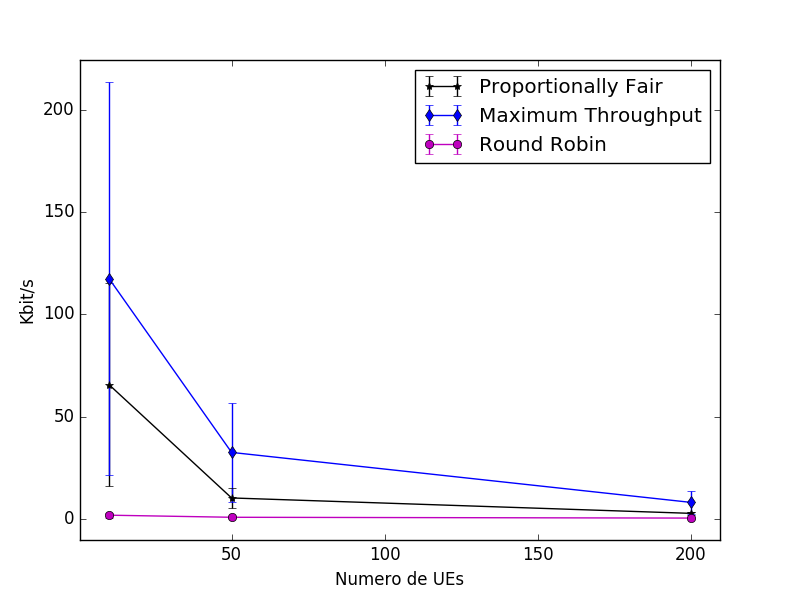 Proportionally Fair
Maximum Throughput
Round Robin
200
150
100
50
0
Kbit/s
50
100
150
200
Numero de UEs